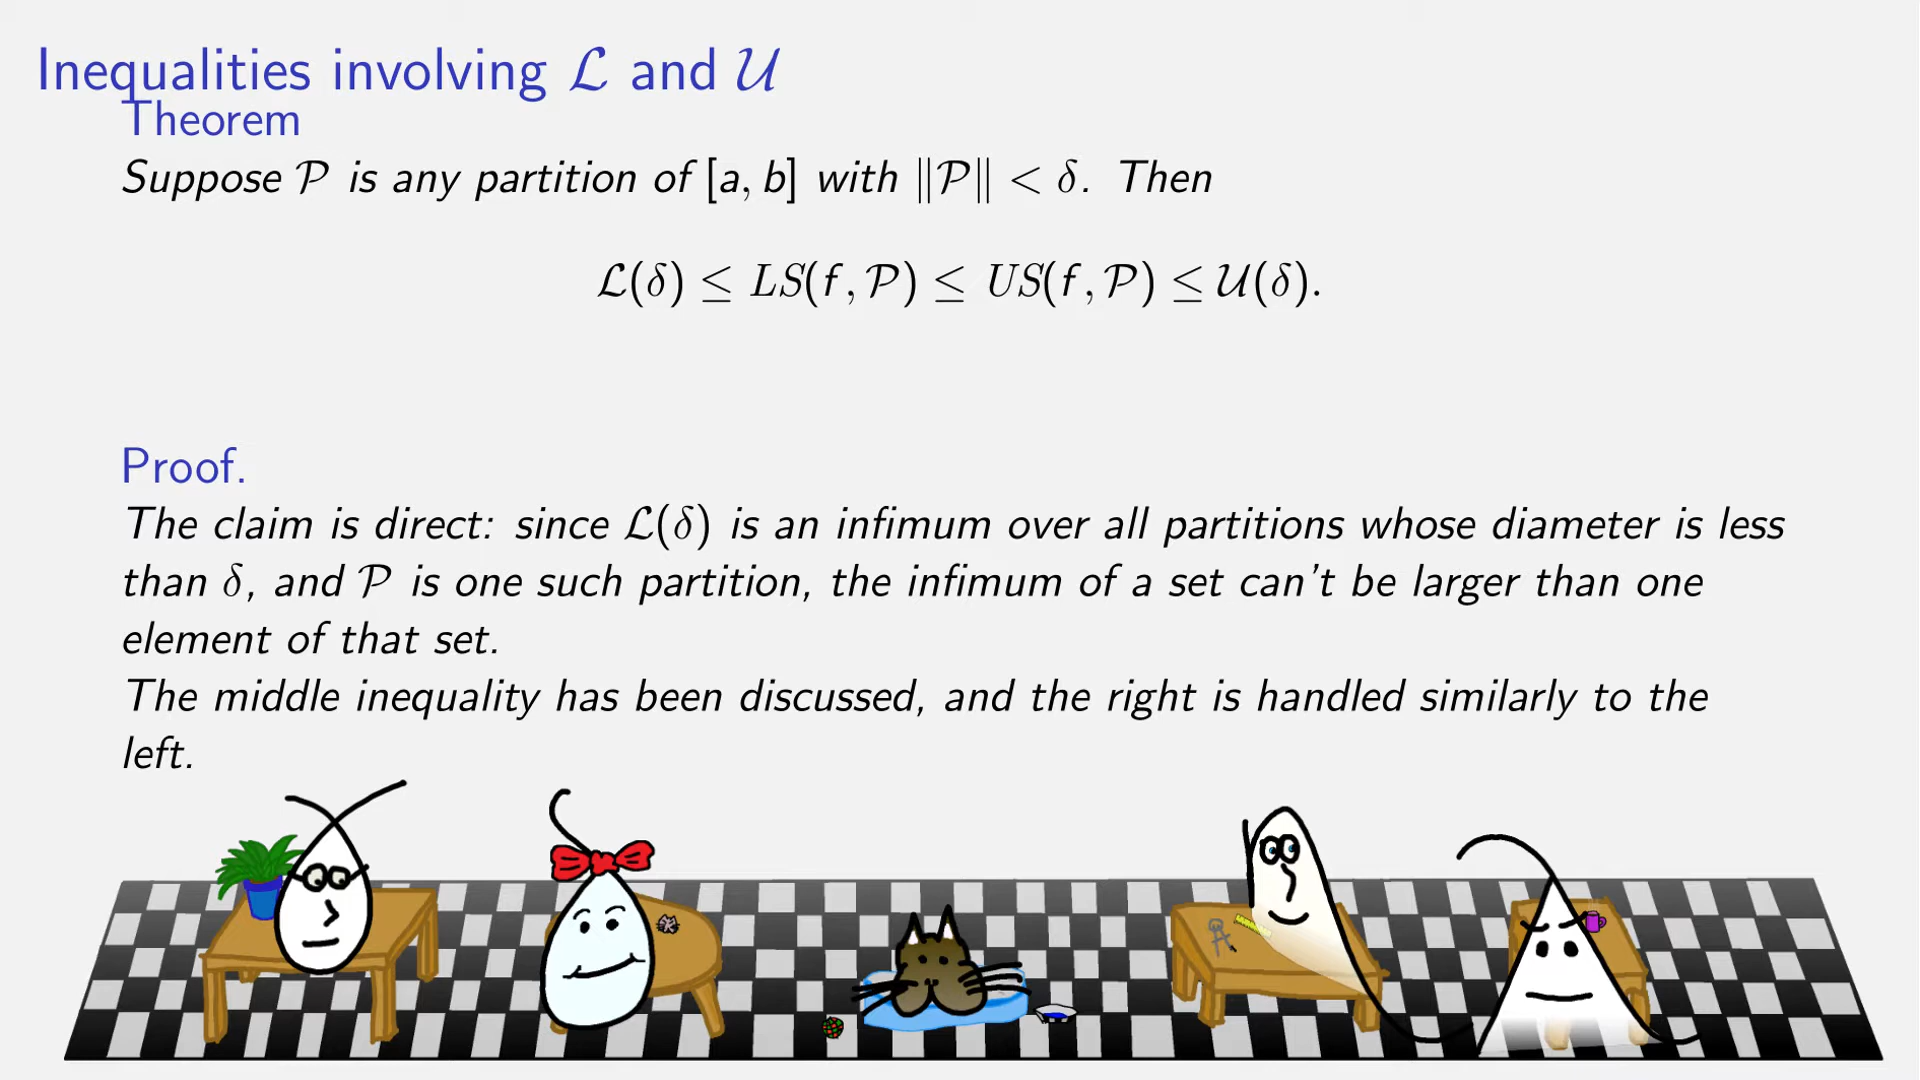 Inequalities involving ℒ and 𝒰
Theorem
Suppose 𝒫 is any partition of [a, b] with ‖𝒫‖ < δ. Then
ℒ(δ) ≤ LS(f, 𝒫) ≤ US(f, 𝒫) ≤ 𝒰(δ).
Proof.
The claim is direct: since ℒ(δ) is an infimum over all partitions whose diameter is less
than δ, and 𝒫 is one such partition, the infimum of a set can't be larger than one
element of that set.
The middle inequality has been discussed, and the right is handled similarly to the
left.